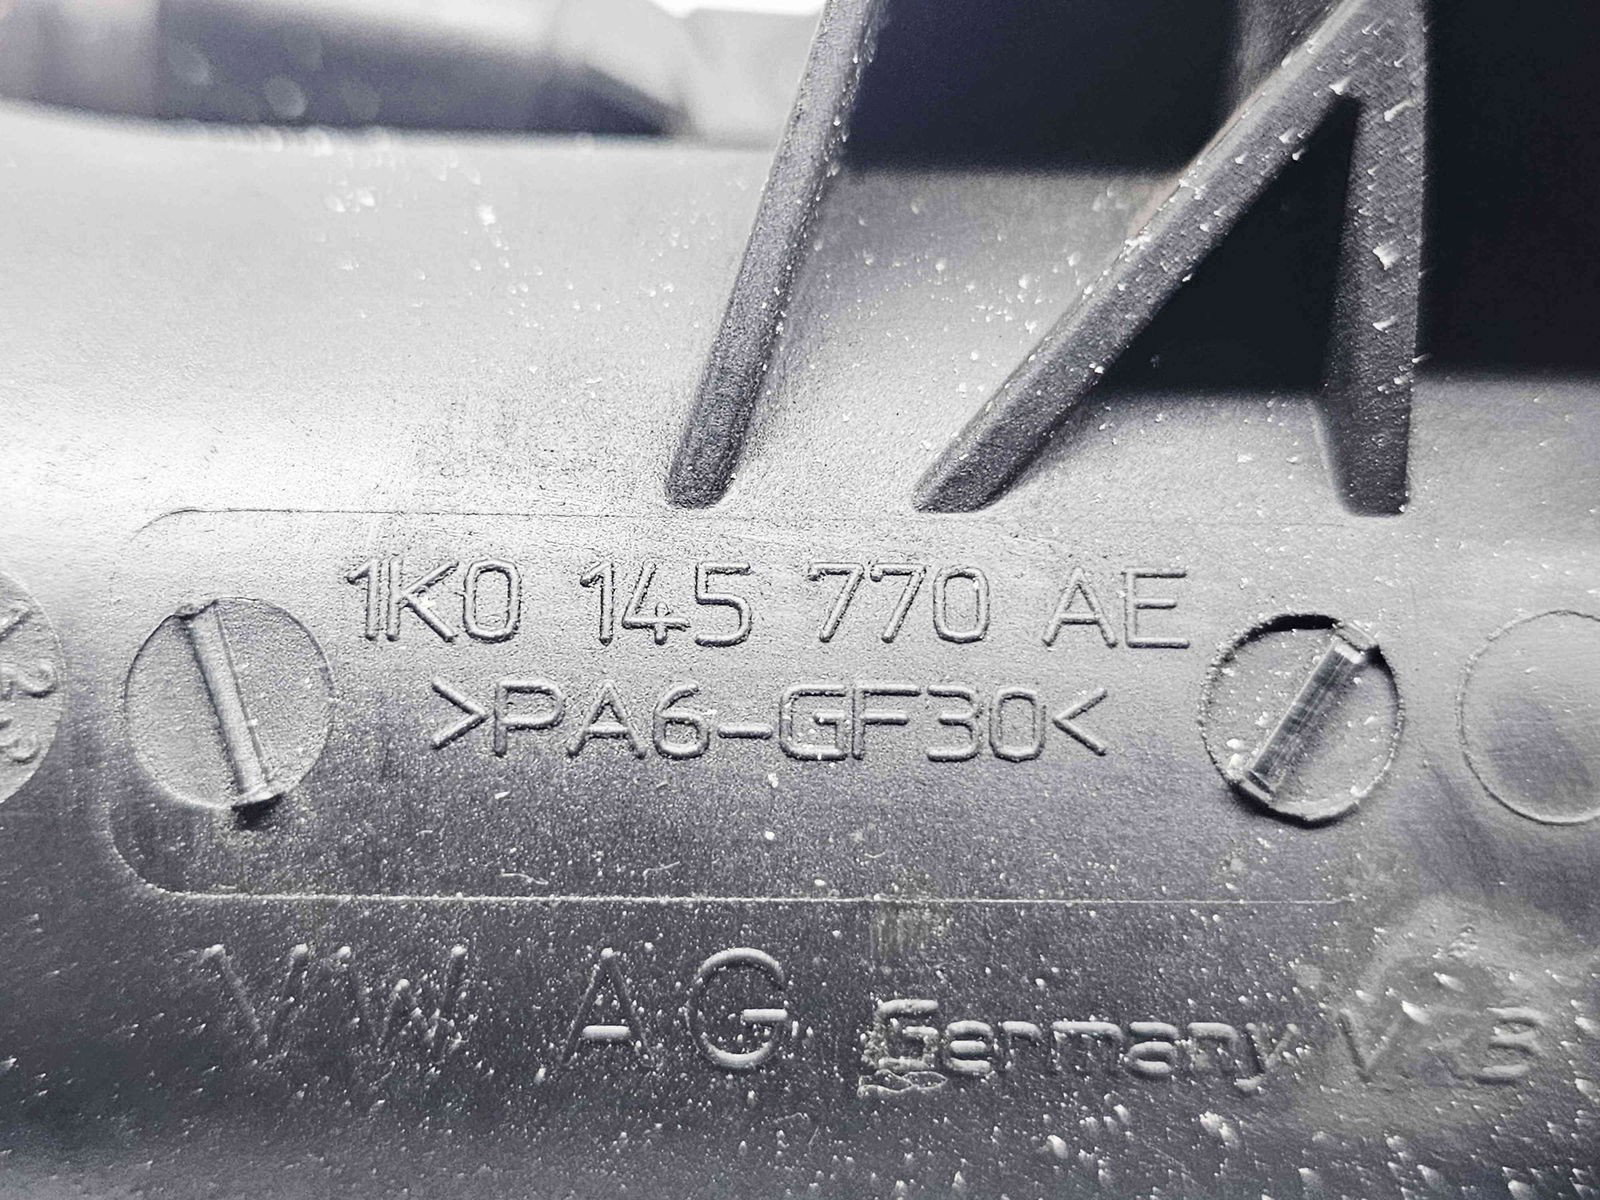 1K0 145 770 AE
>PA6-GF30<
VW AG Germany